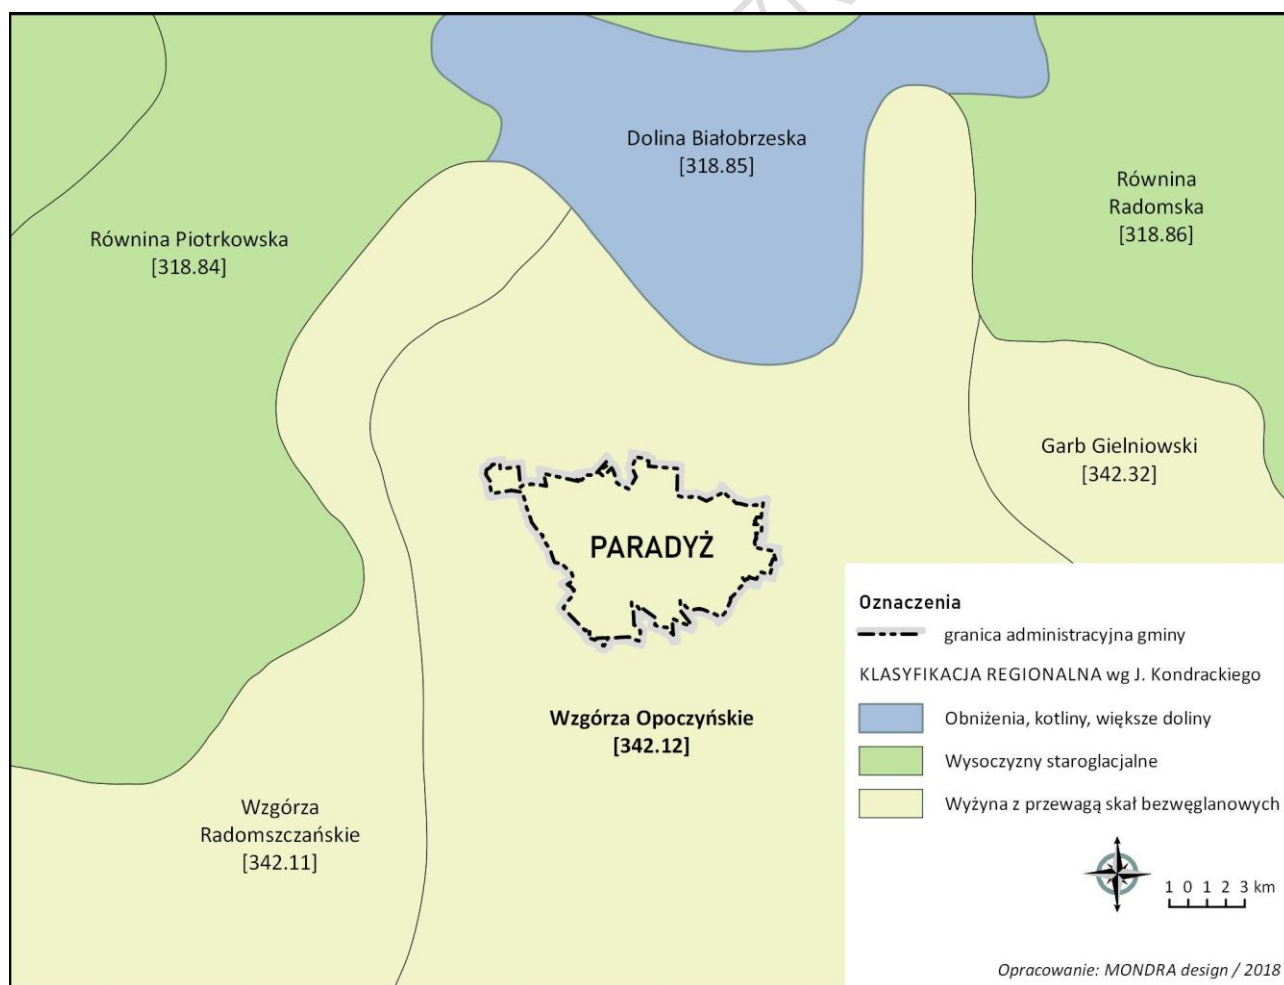 Dolina Białobrzeska
[318.85]
Równina
Radomska
[318.86]
Równina Piotrkowska
[318.84]
Garb Gielniowski
[342.32]
PARADYŻ
Wzgórza Opoczyńskie
[342.12]
Wzgórza
Radomszczańskie
[342.11]
Oznaczenia
granica administracyjna gminy
KLASYFIKACJA REGIONALNA wg J. Kondrackiego
Obniżenia, kotliny, większe doliny
Wysoczyzny staroglacjalne
Wyżyna z przewagą skał bezwęglanowych
1 0 1 2 3 km
Opracowanie: MONDRA design / 2018